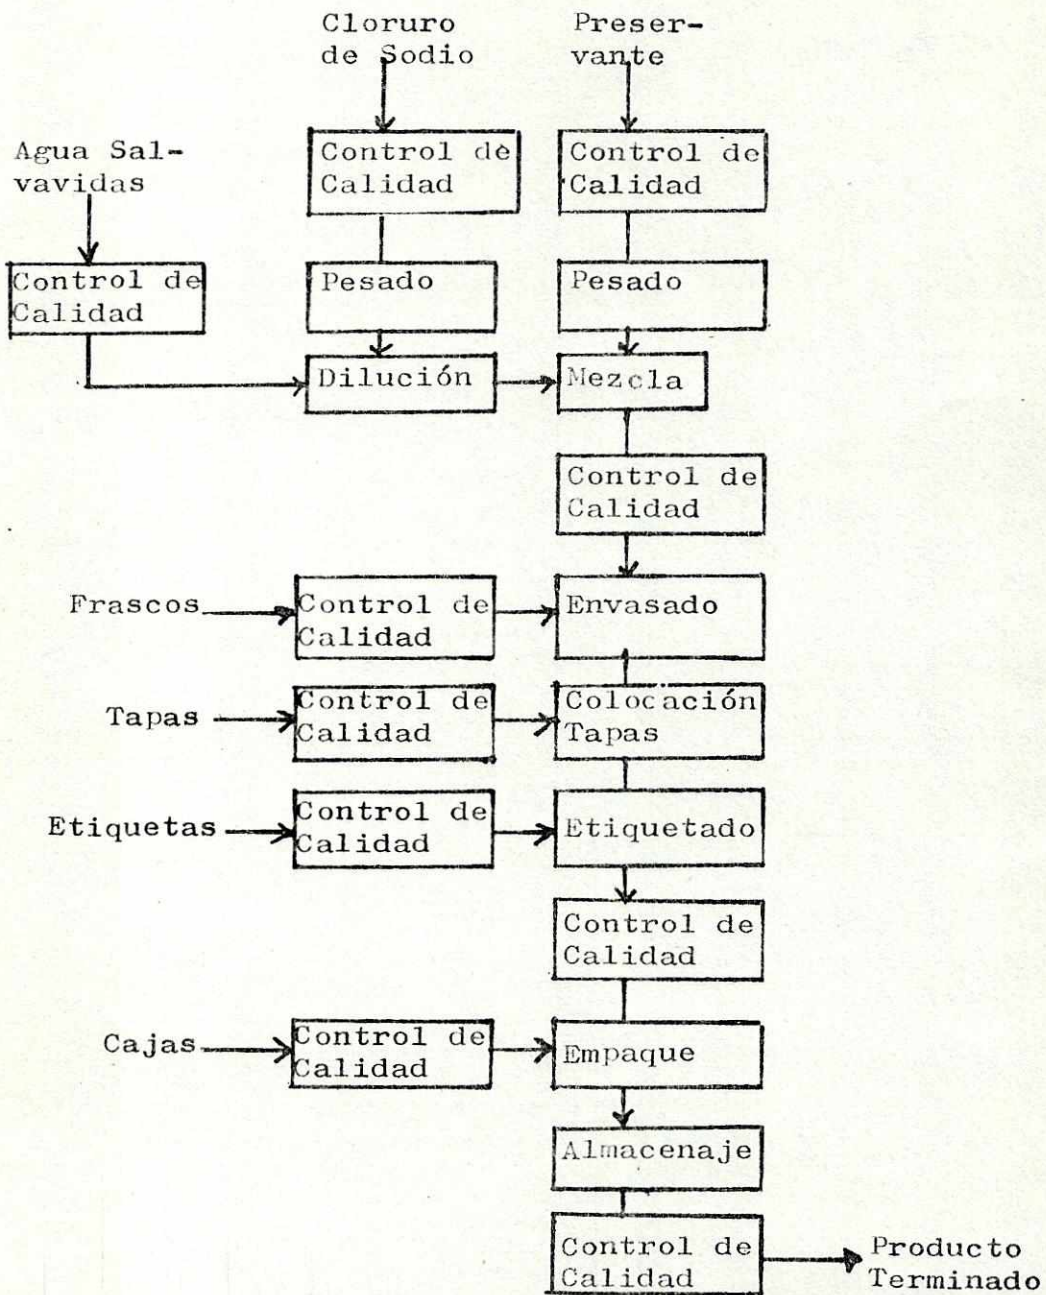 Cloruro
de Sodio
Preser-
vante
Agua Sal-
vavidas
Control de
Calidad
Control de
Calidad
Control de
Calidad
Pesado
Pesado
Dilución
Mezcla
Control de
Calidad
Frascos
Control de
Calidad
Envasado
Tapas
Control de
Calidad
Colocación
Tapas
Etiquetas
Control de
Calidad
Etiquetado
Control de
Calidad
Cajas
Control de
Calidad
Empaque
Almacenaje
Control de
Calidad
Producto
Terminado